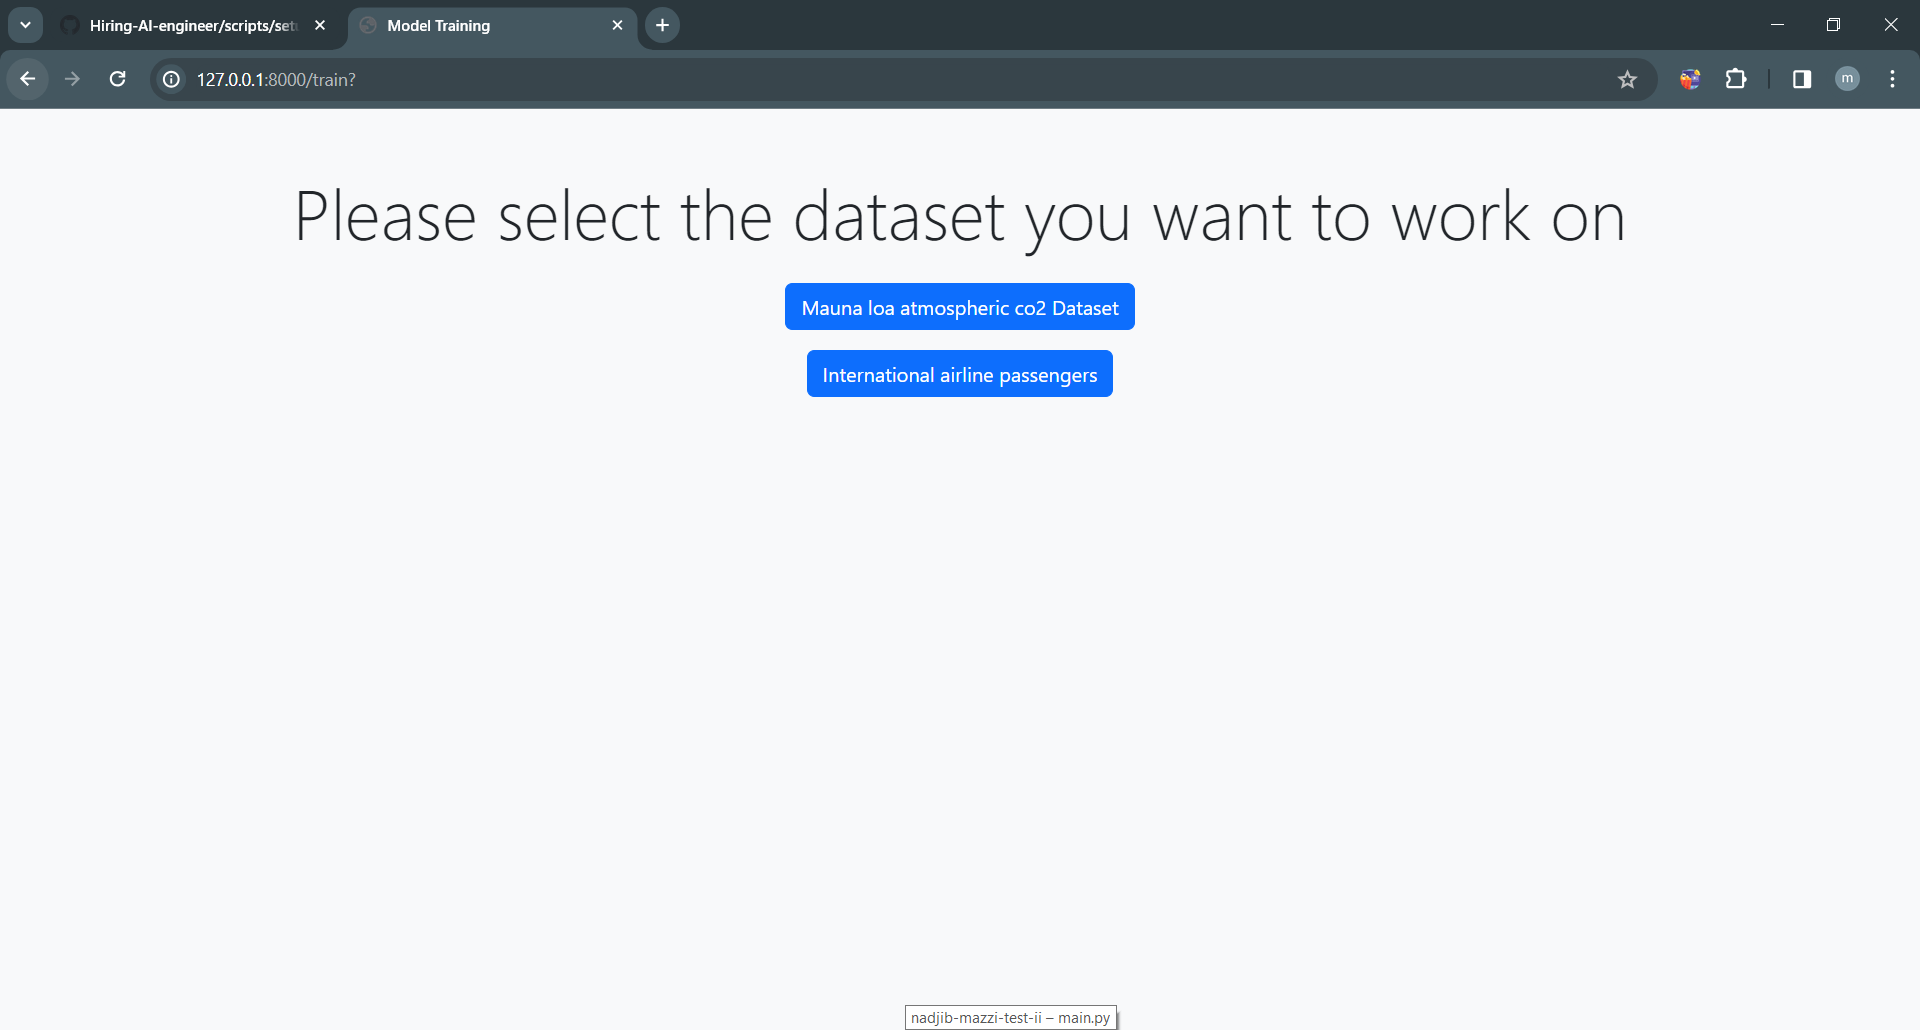 Hiring-AI-engineer/scripts/set
Model Training
127.0.0.1:8000/train?
m
Please select the dataset you want to work on
Mauna loa atmospheric co2 Dataset
International airline passengers
nadjib-mazzi-test-ii – main.py